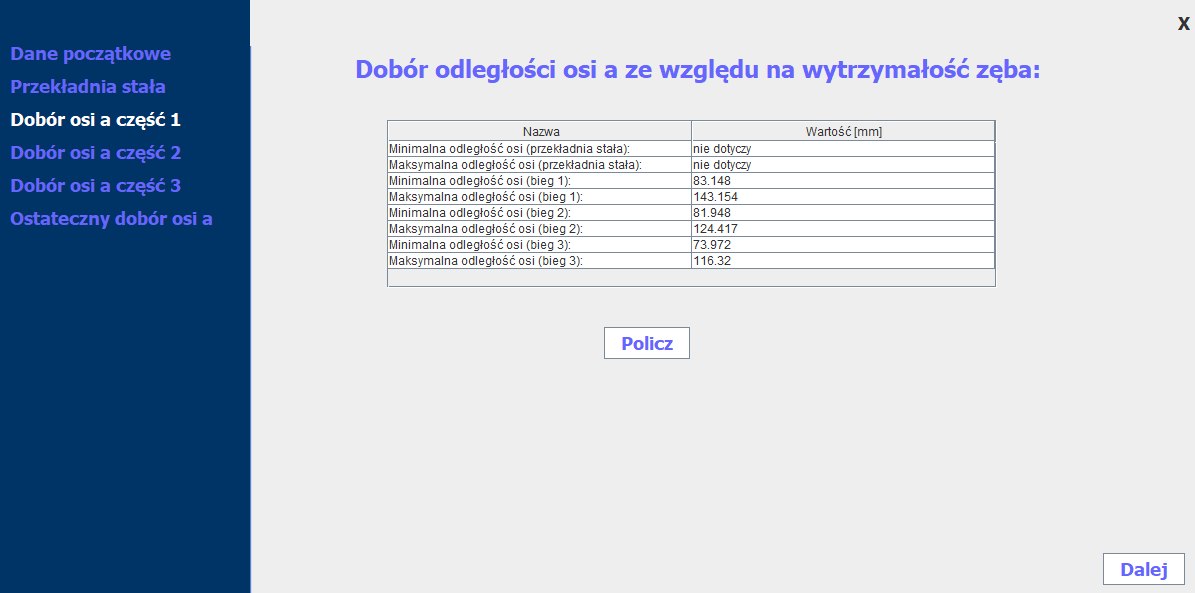 X
Dane początkowe
Przekładnia stała
Dobór osi a część 1
Dobór osi a część 2
Dobór osi a część 3
Ostateczny dobór osi a
Dobór odległości osi a ze względu na wytrzymałość zęba:
Nazwa Wartość [mm]
Minimalna odległość osi (przekładnia stała): nie dotyczy
Maksymalna odległość osi (przekładnia stała): nie dotyczy
Minimalna odległość osi (bieg 1): 83.148
Maksymalna odległość osi (bieg 1): 143.154
Minimalna odległość osi (bieg 2): 81.948
Maksymalna odległość osi (bieg 2): 124.417
Minimalna odległość osi (bieg 3): 73.972
Maksymalna odległość osi (bieg 3): 116.32
Policz
Dalej